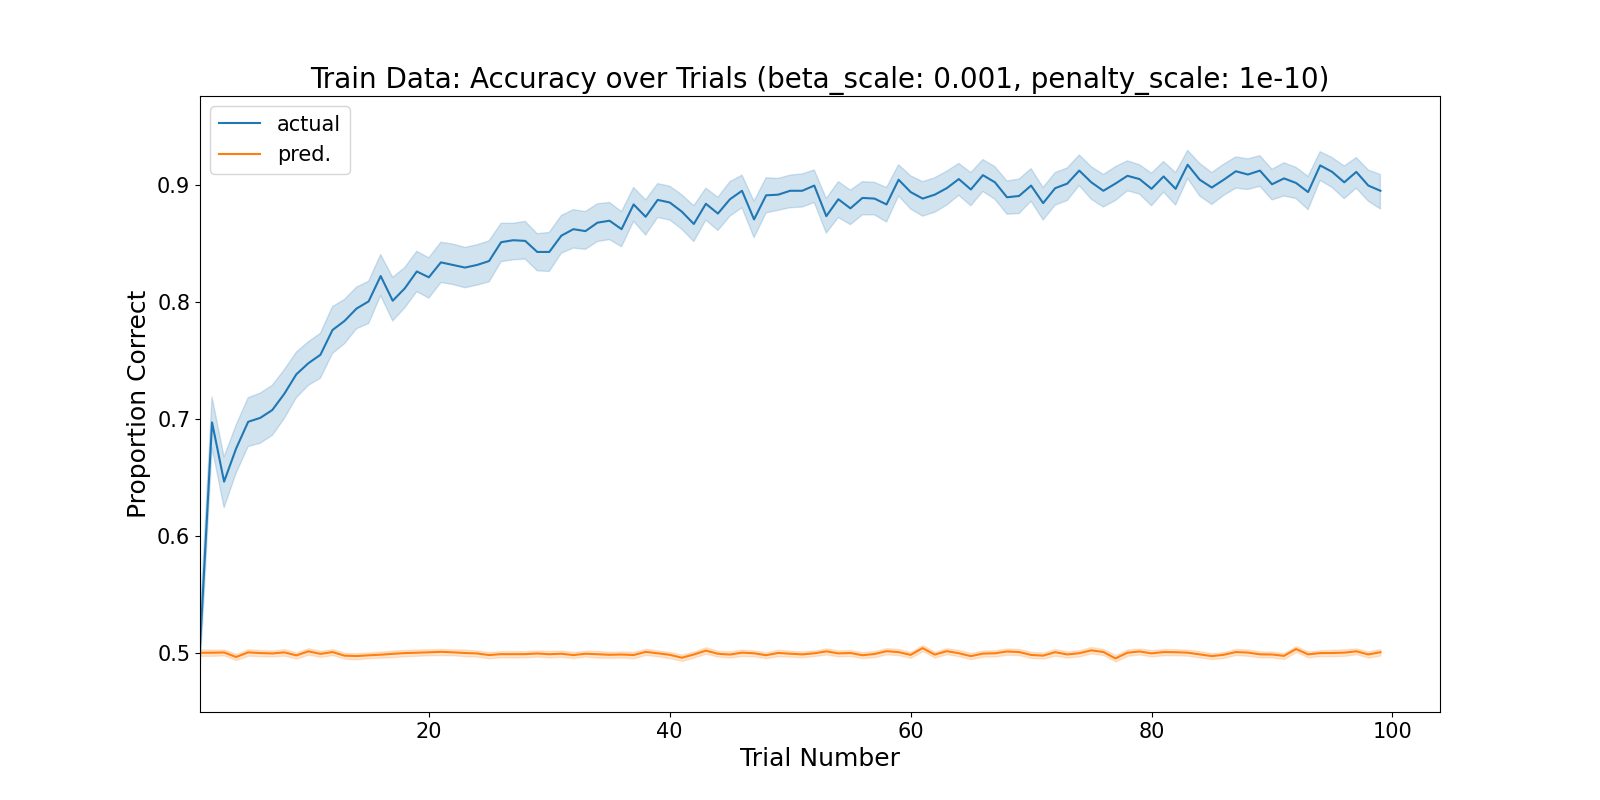 Train Data: Accuracy over Trials (beta_scale: 0.001, penalty_scale: 1e-10)
actual
pred.
Proportion Correct
0.9
0.8
0.7
0.6
0.5
20 40 60 80 100
Trial Number